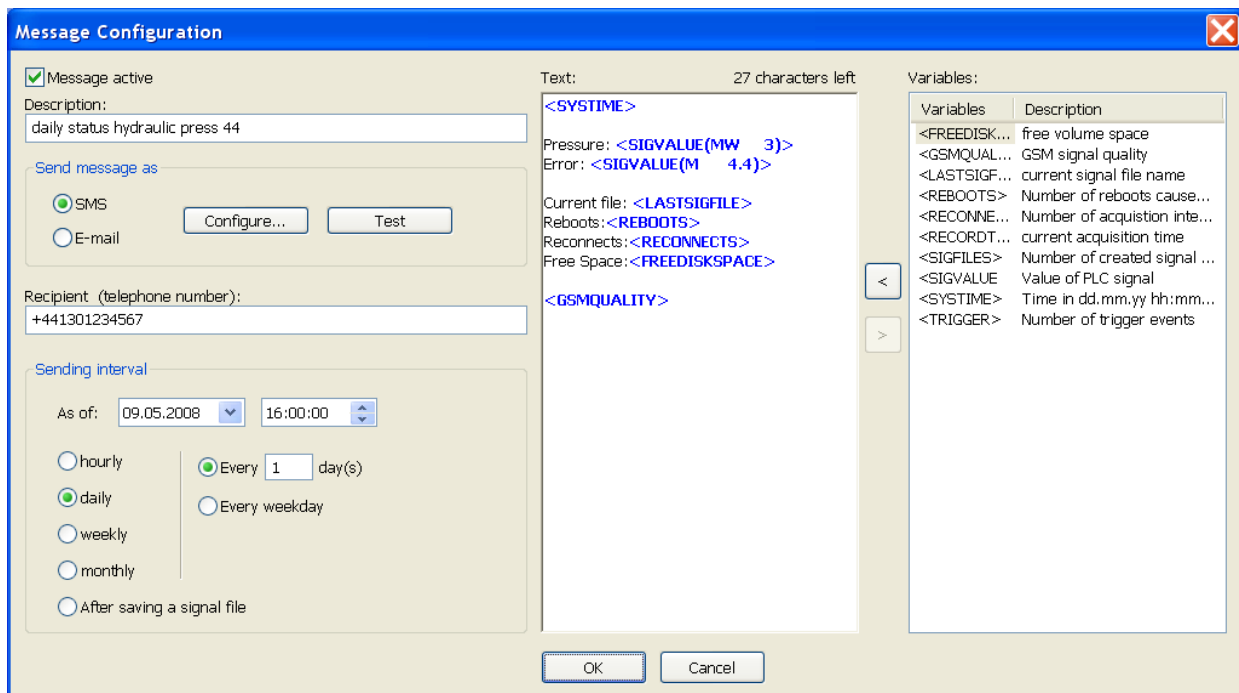 Message Configuration
Message active
Description:
daily status hydraulic press 44
Send message as
SMS
E-mail
Configure...
Test
Recipient (telephone number):
+441301234567
Sending interval
As of:
09.05.2008
16:00:00
hourly
daily
weekly
monthly
After saving a signal file
Every 1 day(s)
Every weekday
Text:
27 characters left
<SYSTIME>
Pressure: <SIGVALUE(MW 3)>
Error: <SIGVALUE(M 4.4)>
Current file: <LASTSIGFILE>
Reboots:<REBOOTS>
Reconnects:<RECONNECTS>
Free Space:<FREEDISKSPACE>
<GSMQUALITY>
<
>
Variables:
Variables Description
<FREEDISK... free volume space
<GSMQUAL... GSM signal quality
<LASTSIGF... current signal file name
<REBOOTS> Number of reboots cause...
<RECONNE... Number of acquistion inte...
<RECORDT... current acquisition time
<SIGFILES> Number of created signal ...
<SIGVALUE Value of PLC signal
<SYSTIME> Time in dd.mm.yy hh:mm...
<TRIGGER> Number of trigger events
OK
Cancel